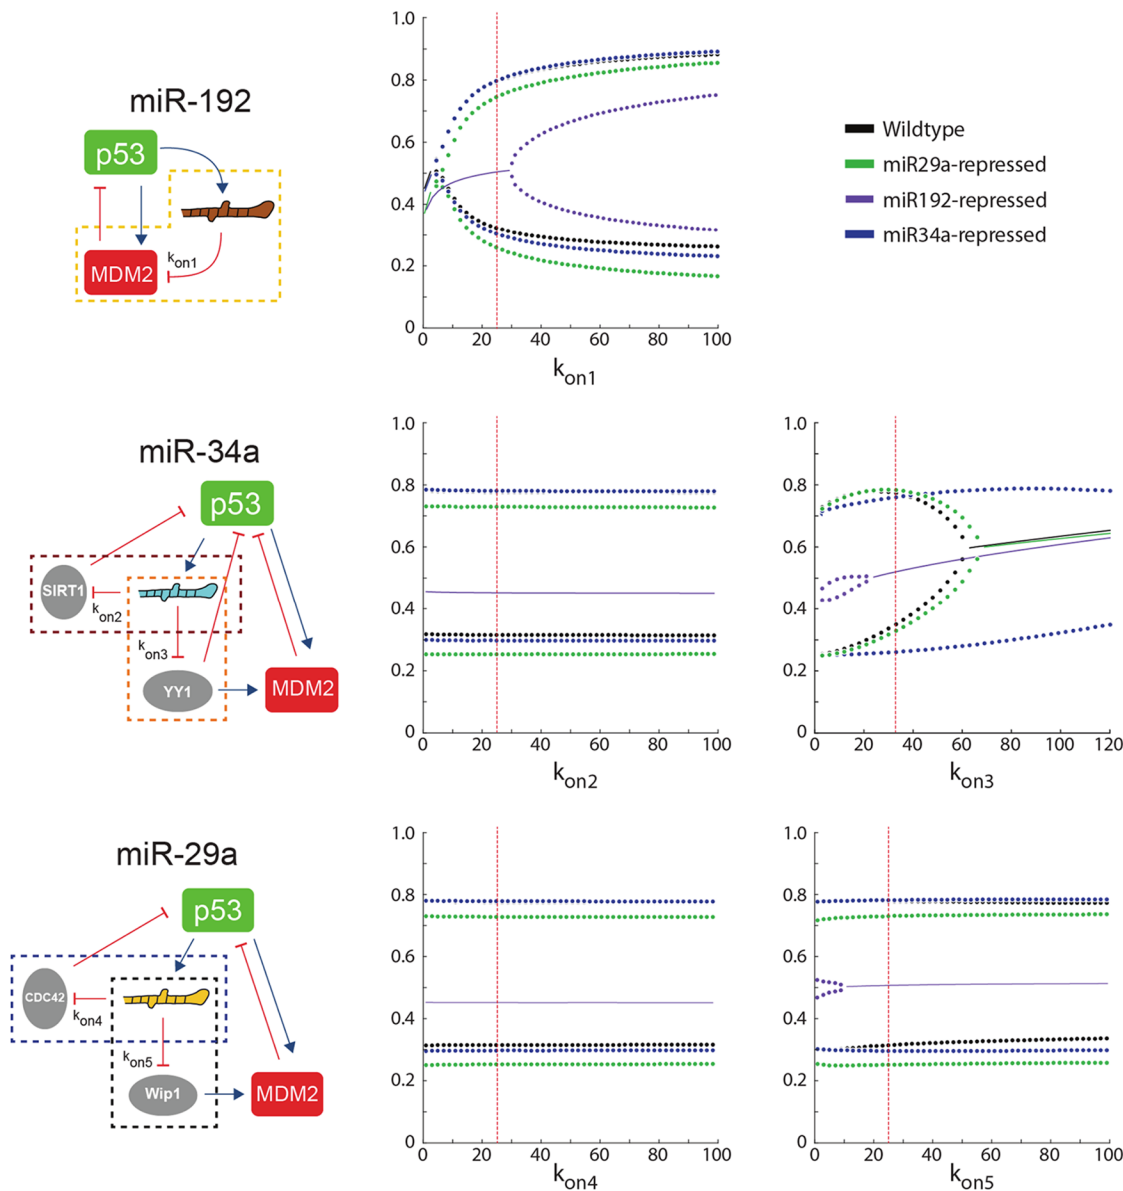 miR-192
p53
MDM2
kon1
1.0
0.8
0.6
0.4
0.2
0
0 20 40 60 80 100
kon1
Wildtype
miR29a-repressed
miR192-repressed
miR34a-repressed
miR-34a
p53
SIRT1
kon2
kon3
YY1
MDM2
1.0
0.8
0.6
0.4
0.2
0
0 20 40 60 80 100
kon2
1.0
0.8
0.6
0.4
0.2
0
0 20 40 60 80 100 120
kon3
miR-29a
p53
CDC42
kon4
kon5
Wip1
MDM2
1.0
0.8
0.6
0.4
0.2
0
0 20 40 60 80 100
kon4
1.0
0.8
0.6
0.4
0.2
0
0 20 40 60 80 100
kon5